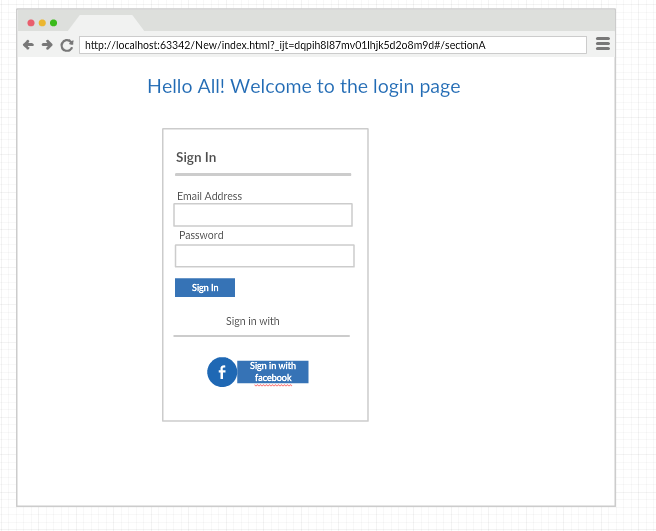 http://localhost:63342/New/index.html?_ijt=dqpih8l87mv01lhjk5d2o8m9d#/sectionA
Hello All! Welcome to the login page
Sign In
Email Address
Password
Sign In
Sign in with
f
Sign in with
facebook